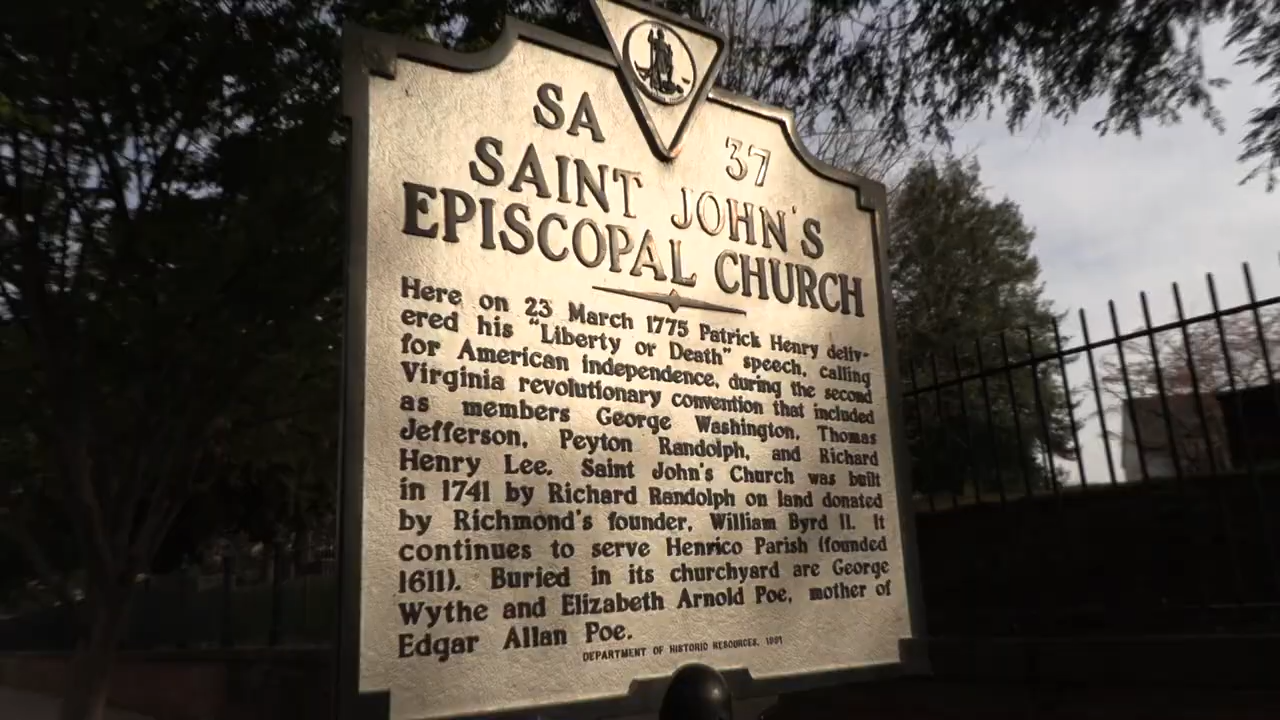 SA 37
SAINT JOHN'S
EPISCOPAL CHURCH
Here on 23 March 1775 Patrick Henry deliv-
ered his "Liberty or Death" speech, calling
for American independence, during the second
Virginia revolutionary convention that included
as members George Washington, Thomas
Jefferson, Peyton Randolph, and Richard
Henry Lee. Saint John's Church was built
in 1741 by Richard Randolph on land donated
by Richmond's founder, William Byrd II. It
continues to serve Henrico Parish (founded
1611). Buried in its churchyard are George
Wythe and Elizabeth Arnold Poe, mother of
Edgar Allan Poe.
DEPARTMENT OF HISTORIC RESOURCES, 1991